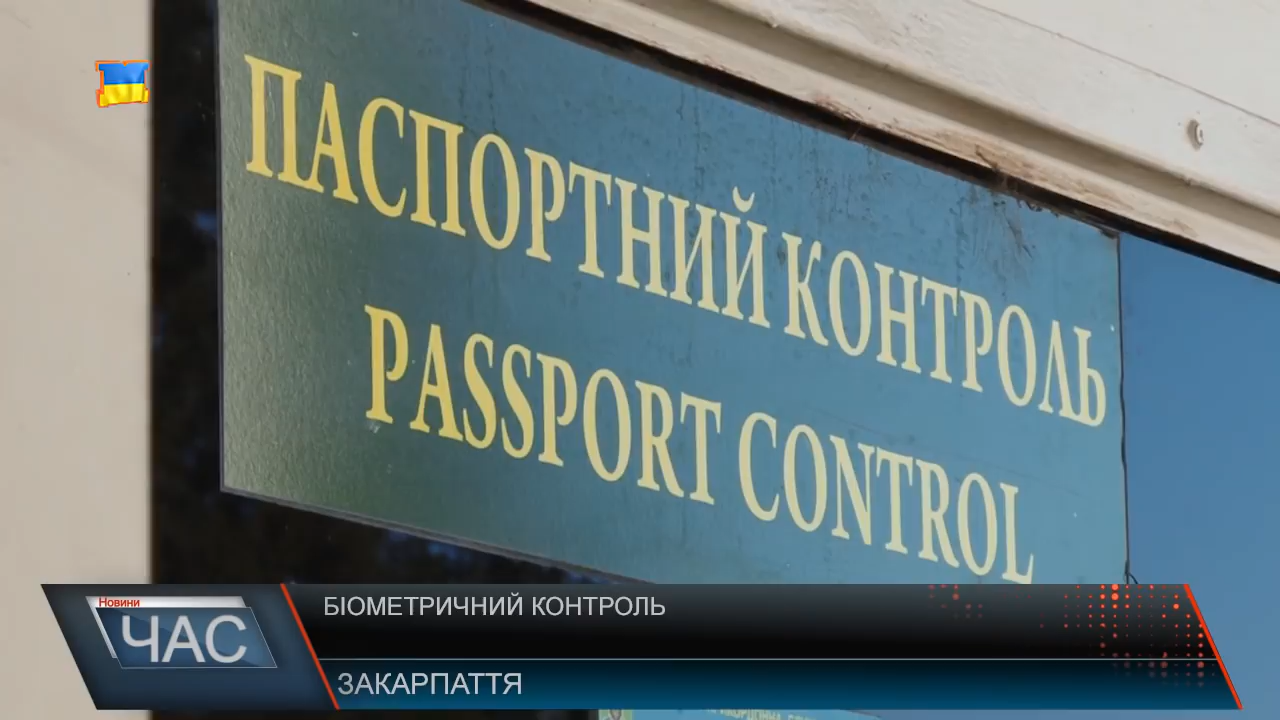 ПАСПОРТНИЙ КОНТРОЛЬ
PASSPORT CONTROL
Новини
ЧАС
БІОМЕТРИЧНИЙ КОНТРОЛЬ
ЗАКАРПАТТЯ